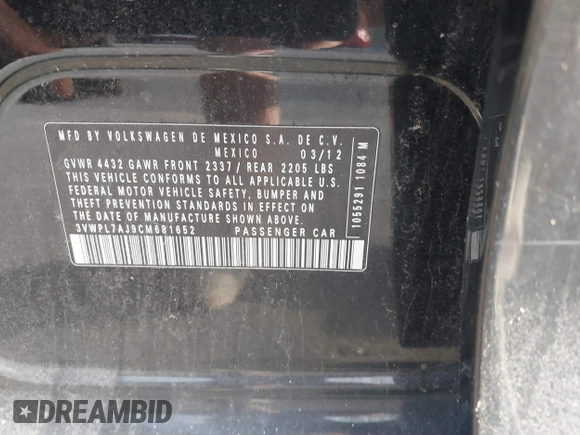 MFD BY VOLKSWAGEN DE MEXICO S.A. DE C.V.
MEXICO 03/12
GVWR 4432 GAWR FRONT 2337/ REAR 2205 LBS
THIS VEHICLE CONFORMS TO ALL APPLICABLE U.S.
FEDERAL MOTOR VEHICLE SAFETY, BUMPER AND
THEFT PREVENTION STANDARDS IN EFFECT ON THE
DATE OF MANUFACTURE SHOWN ABOVE.
3VWPL7AJ9CM681652 PASSENGER CAR
1055291 1084 M
DREAMBID